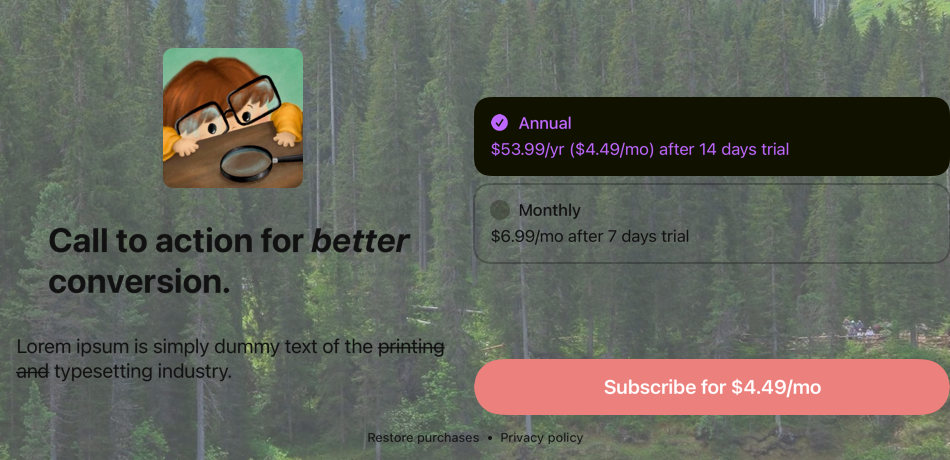 Call to action for better
conversion.
Lorem ipsum is simply dummy text of the printing
and typesetting industry.
Annual
$53.99/yr ($4.49/mo) after 14 days trial
Monthly
$6.99/mo after 7 days trial
Subscribe for $4.49/mo
Restore purchases • Privacy policy